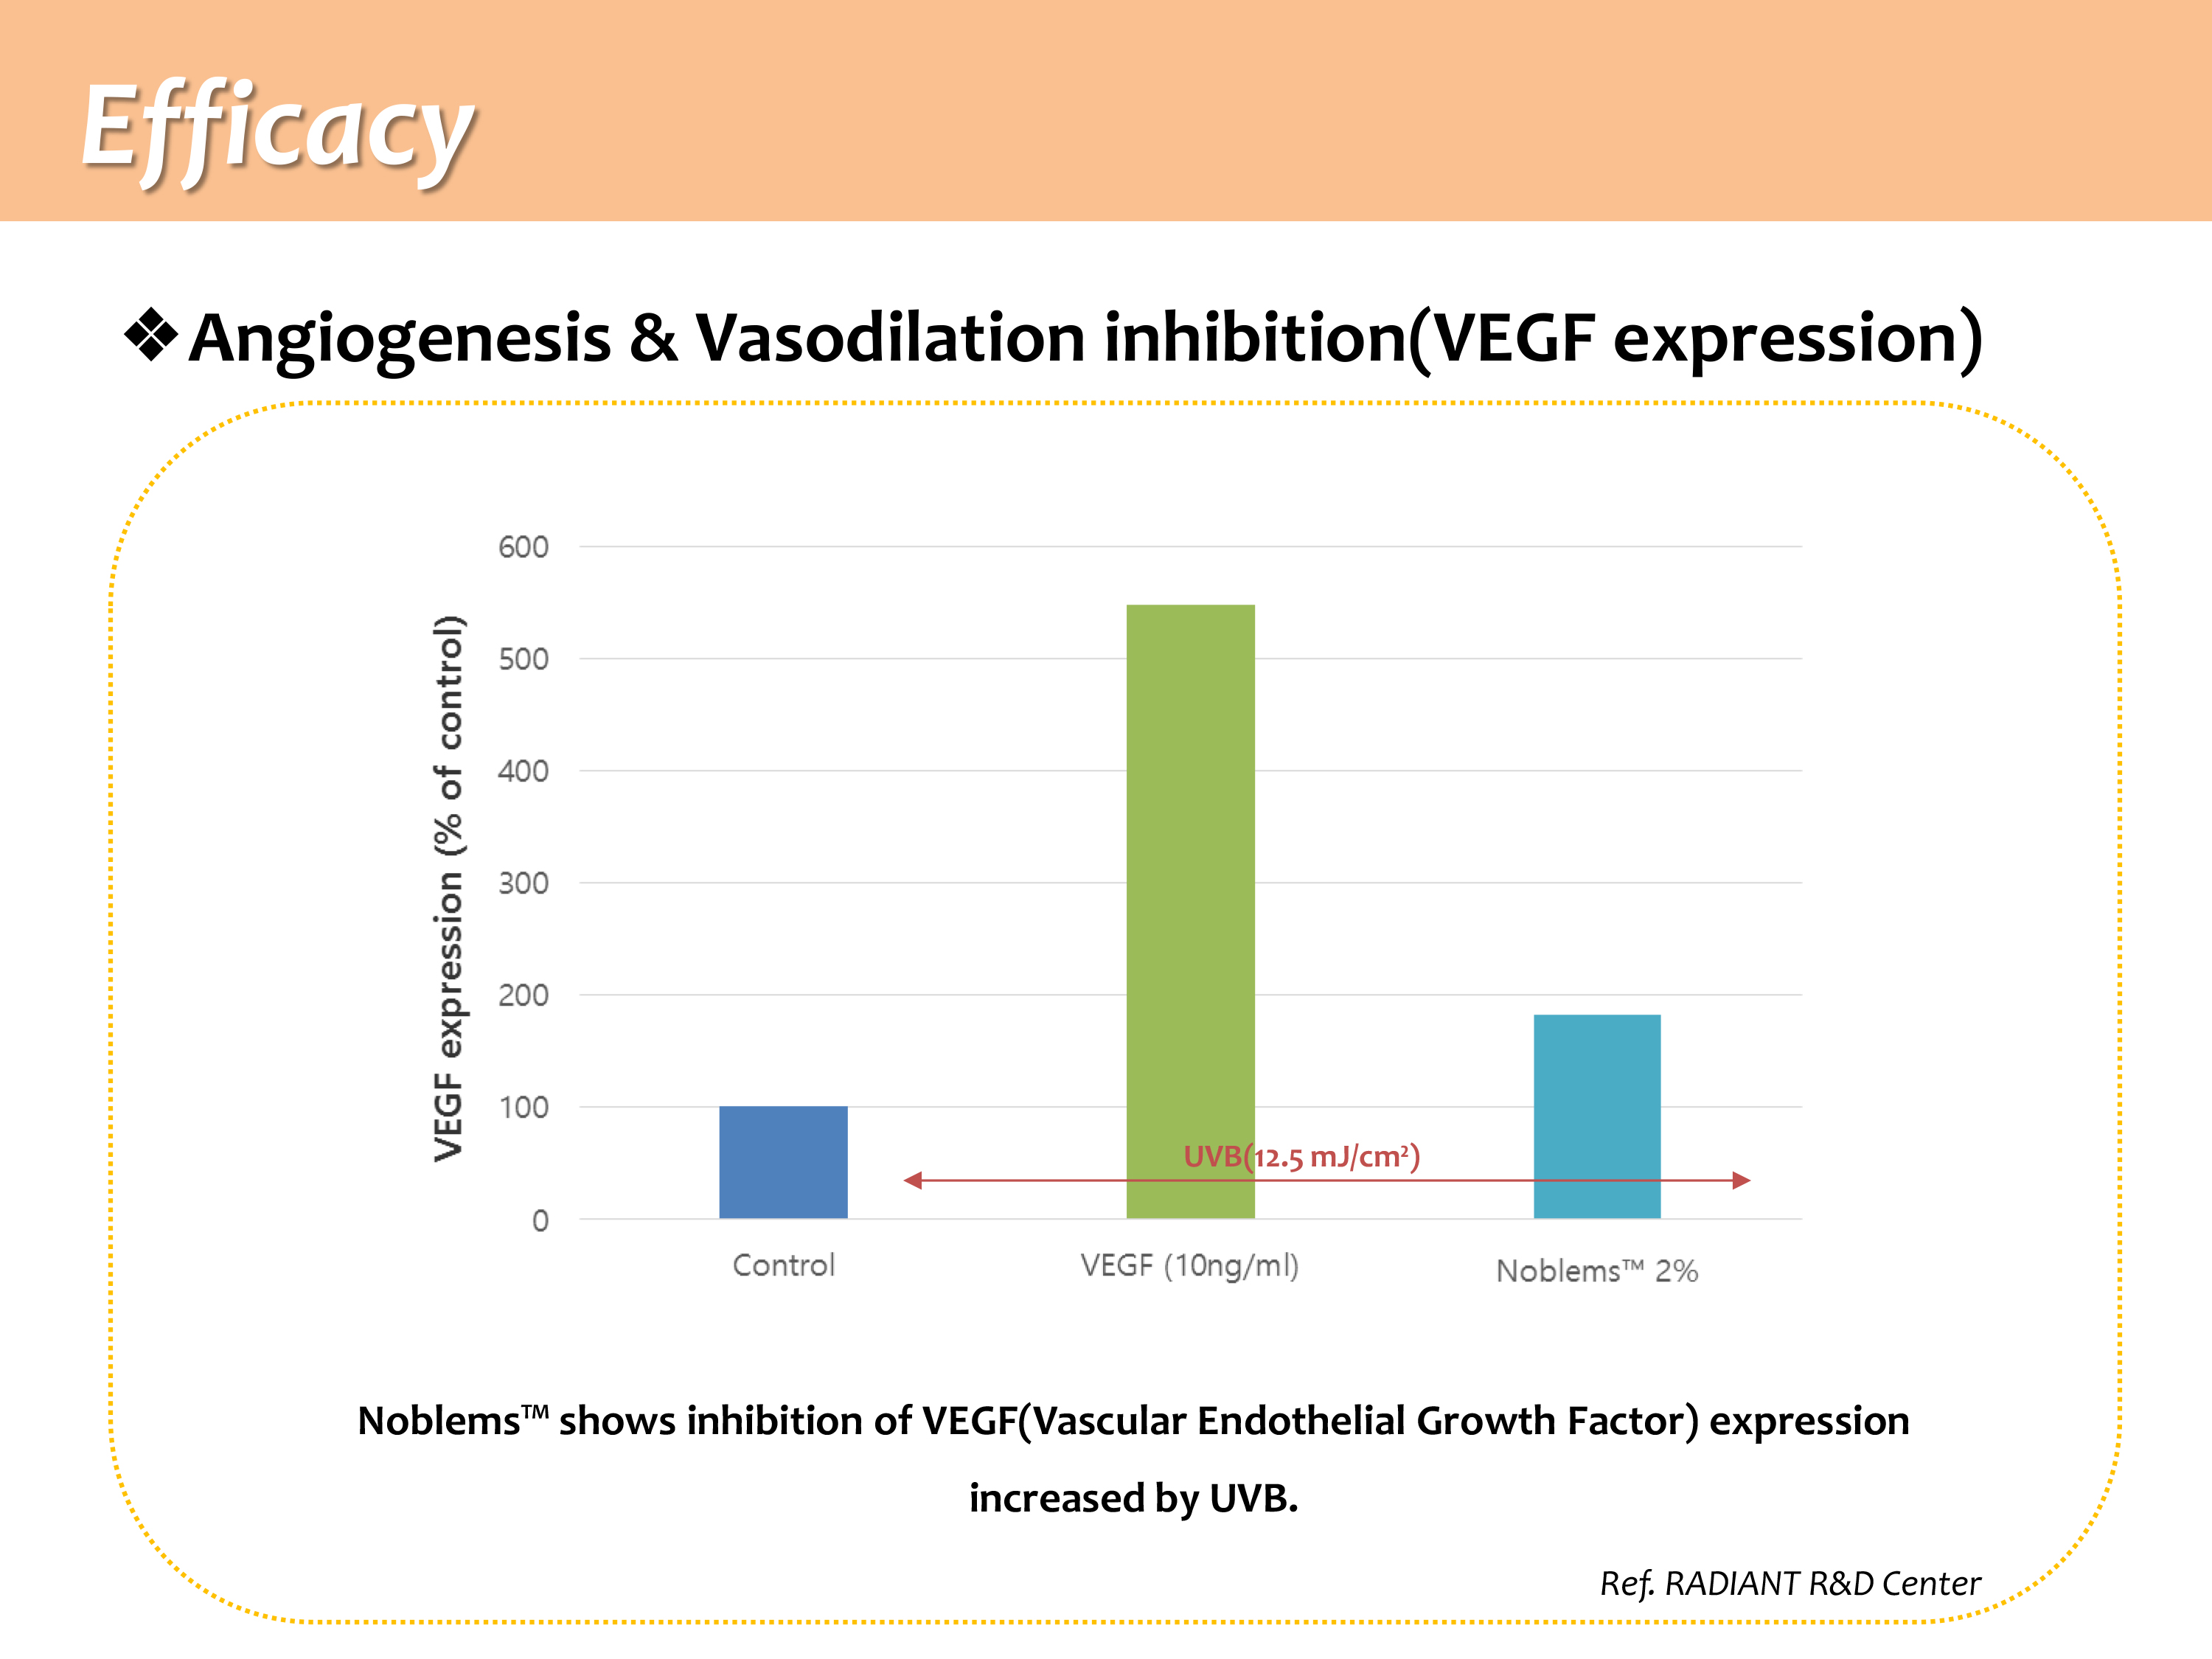 Efficacy
❖Angiogenesis & Vasodilation inhibition(VEGF expression)
VEGF expression (% of control)
600
500
400
300
200
100
0
UVB(12.5 mJ/cm²)
Control
VEGF (10ng/ml)
Noblems™ 2%
Noblems™ shows inhibition of VEGF(Vascular Endothelial Growth Factor) expression
increased by UVB.
Ref. RADIANT R&D Center